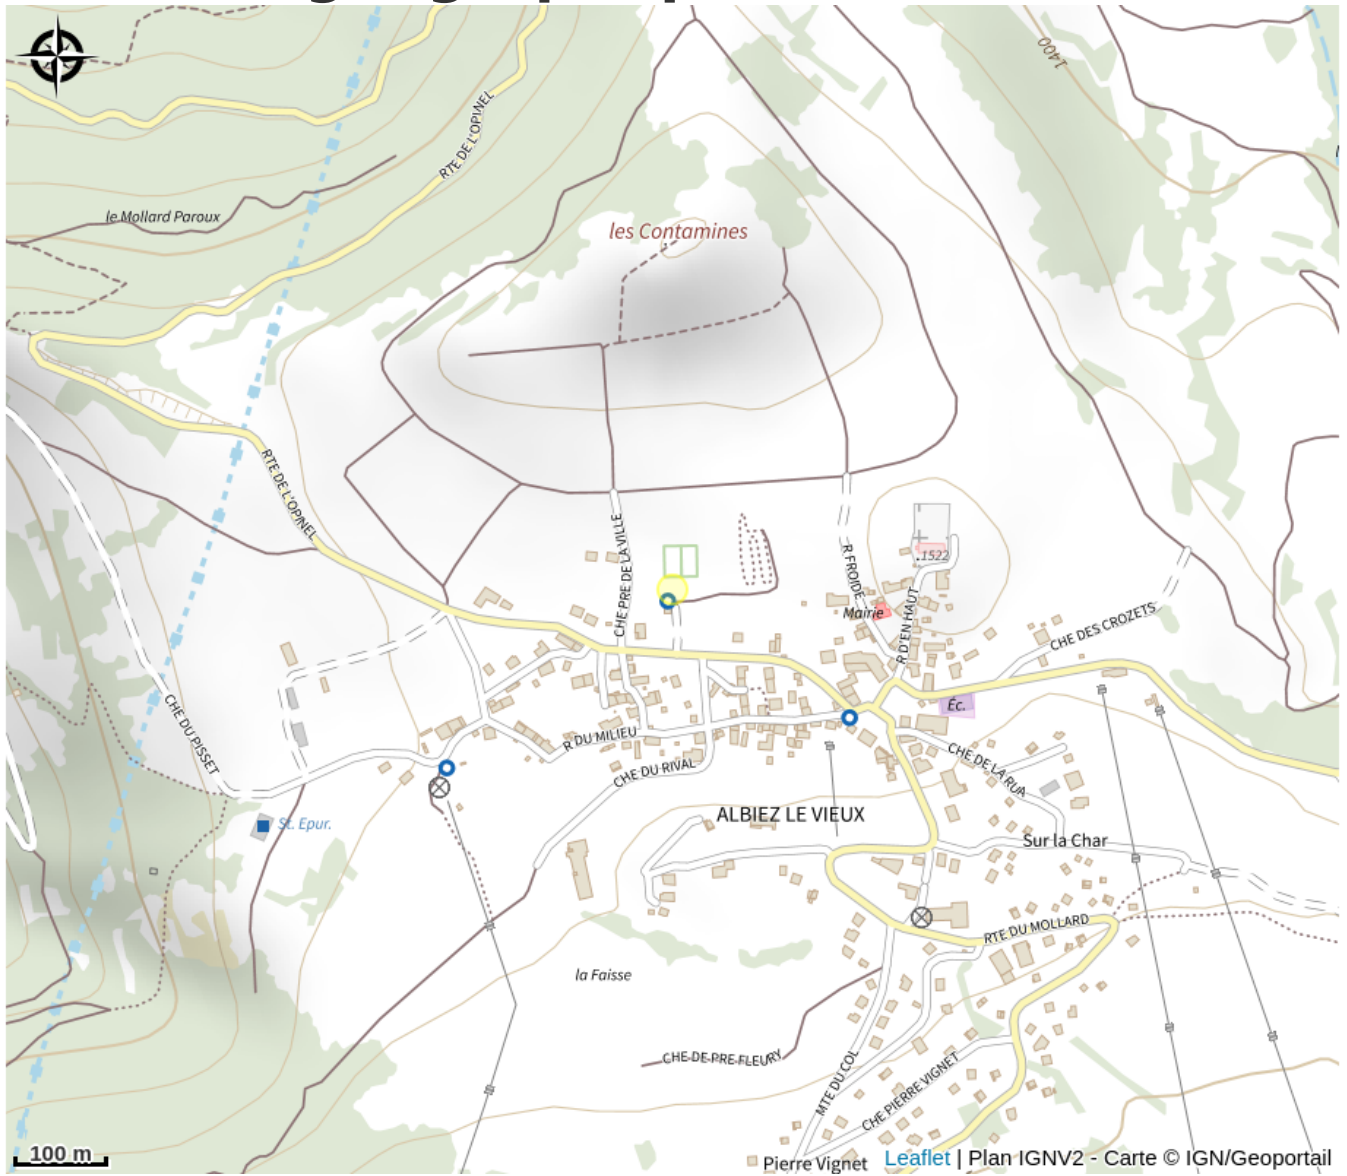 1400
RTE DE L'OPINEL
le Mollard Paroux
les Contamines
RTE DE L'OPINEL
CHE PRE DE LA VILLE
R FROIDE
.1522
Mairie
R D'EN HAUT
CHE DES CROZETS
CHE DU PISSET
Éc.
R DU MILIEU
CHE DU RIVAL
CHE DE LA RUA
ALBIEZ LE VIEUX
St. Epur.
Sur la Char
RTE DU MOLLARD
la Faisse
CHE DE PRE FLEURY
MTE DU COL
CHE PIERRE VIGNET
100 m
Pierre Vignet
Leaflet | Plan IGNV2 - Carte © IGN/Geoportail